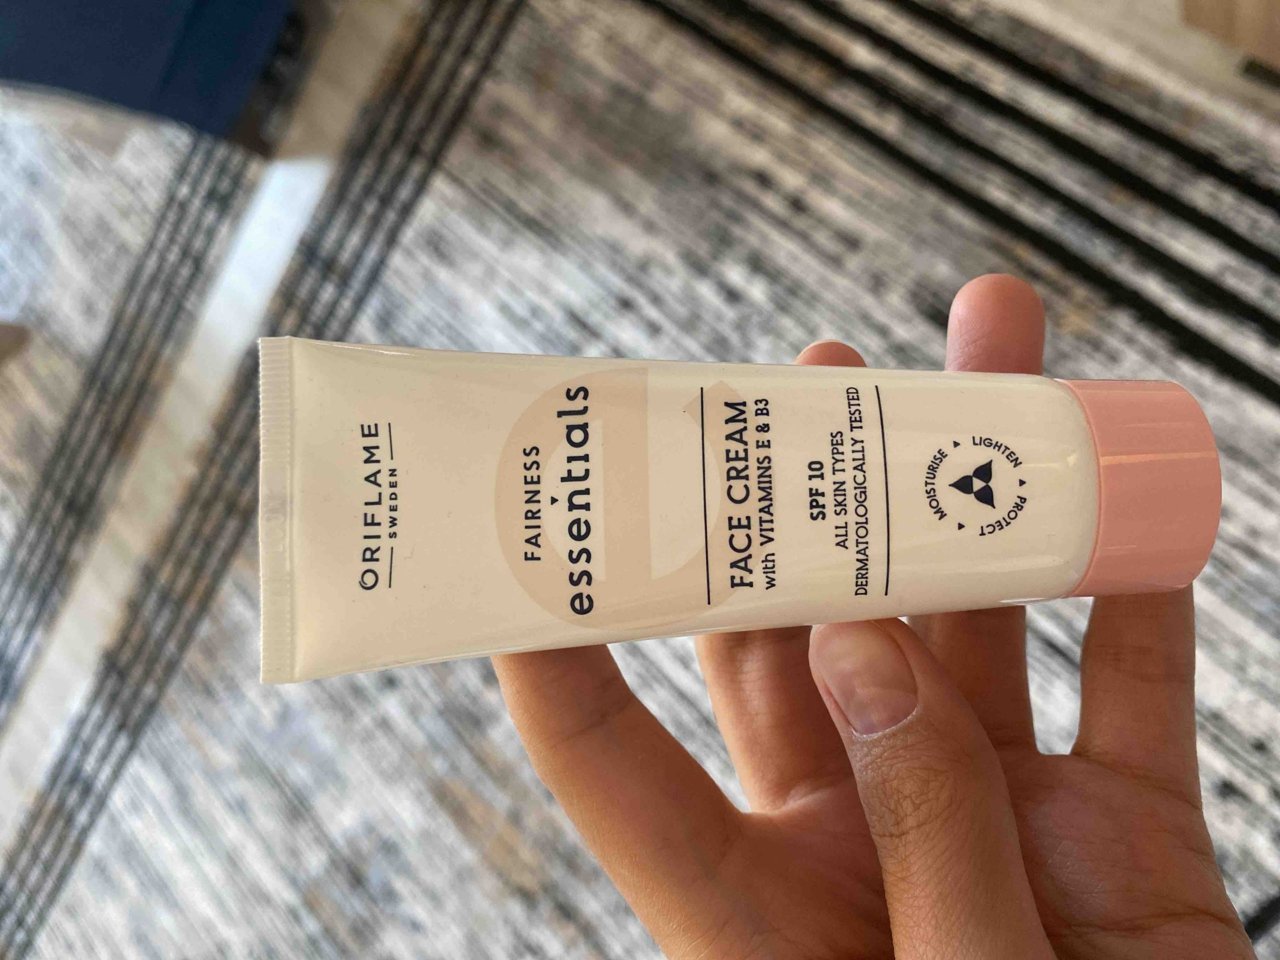 ORIFLAME
SWEDEN
FAIRNESS
essentials
FACE CREAM
with VITAMINS E & B3
SPF 10
ALL SKIN TYPES
DERMATOLOGICALLY TESTED
MOISTURISE
LIGHTEN
PROTECT